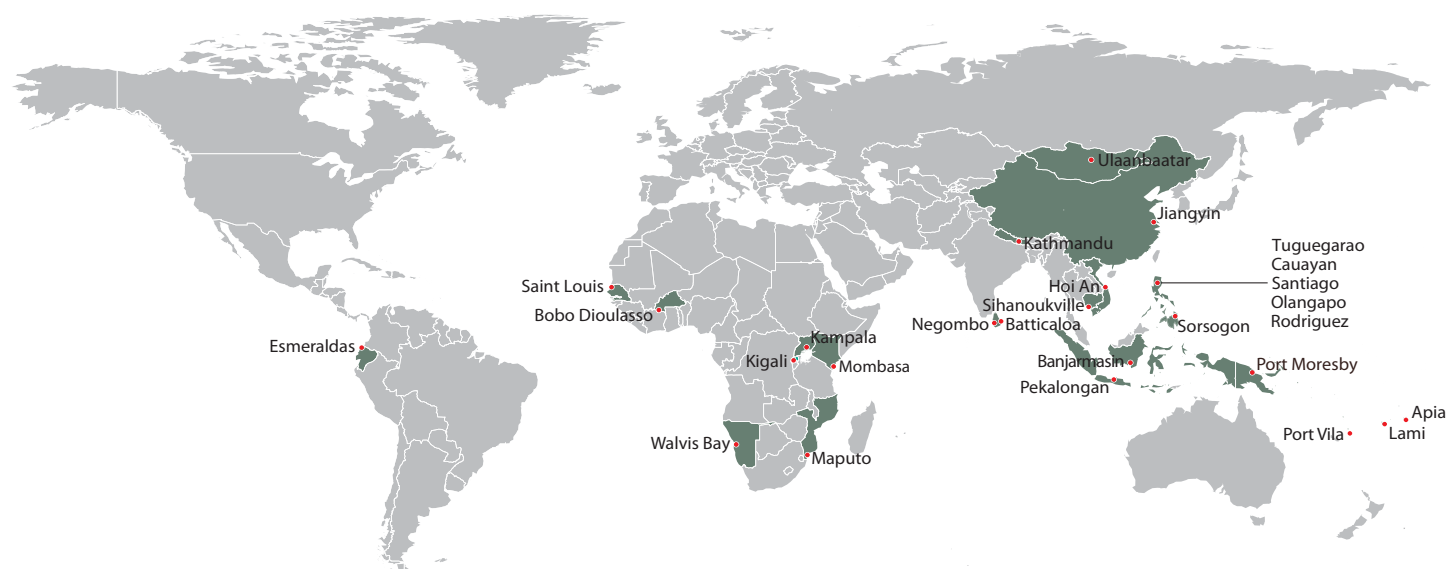 Ulaanbaatar
Jiangyin
Kathmandu
Tuguegarao
Cauayan
Santiago
Olangapo
Rodriguez
Saint Louis
Hoi An
Sihanoukville
Bobo Dioulasso
Negombo
Batticaloa
Sorsogon
Kampala
Esmeraldas
Kigali
Mombasa
Banjarmasin
Port Moresby
Pekalongan
Apia
Port Vila
Lami
Walvis Bay
Maputo